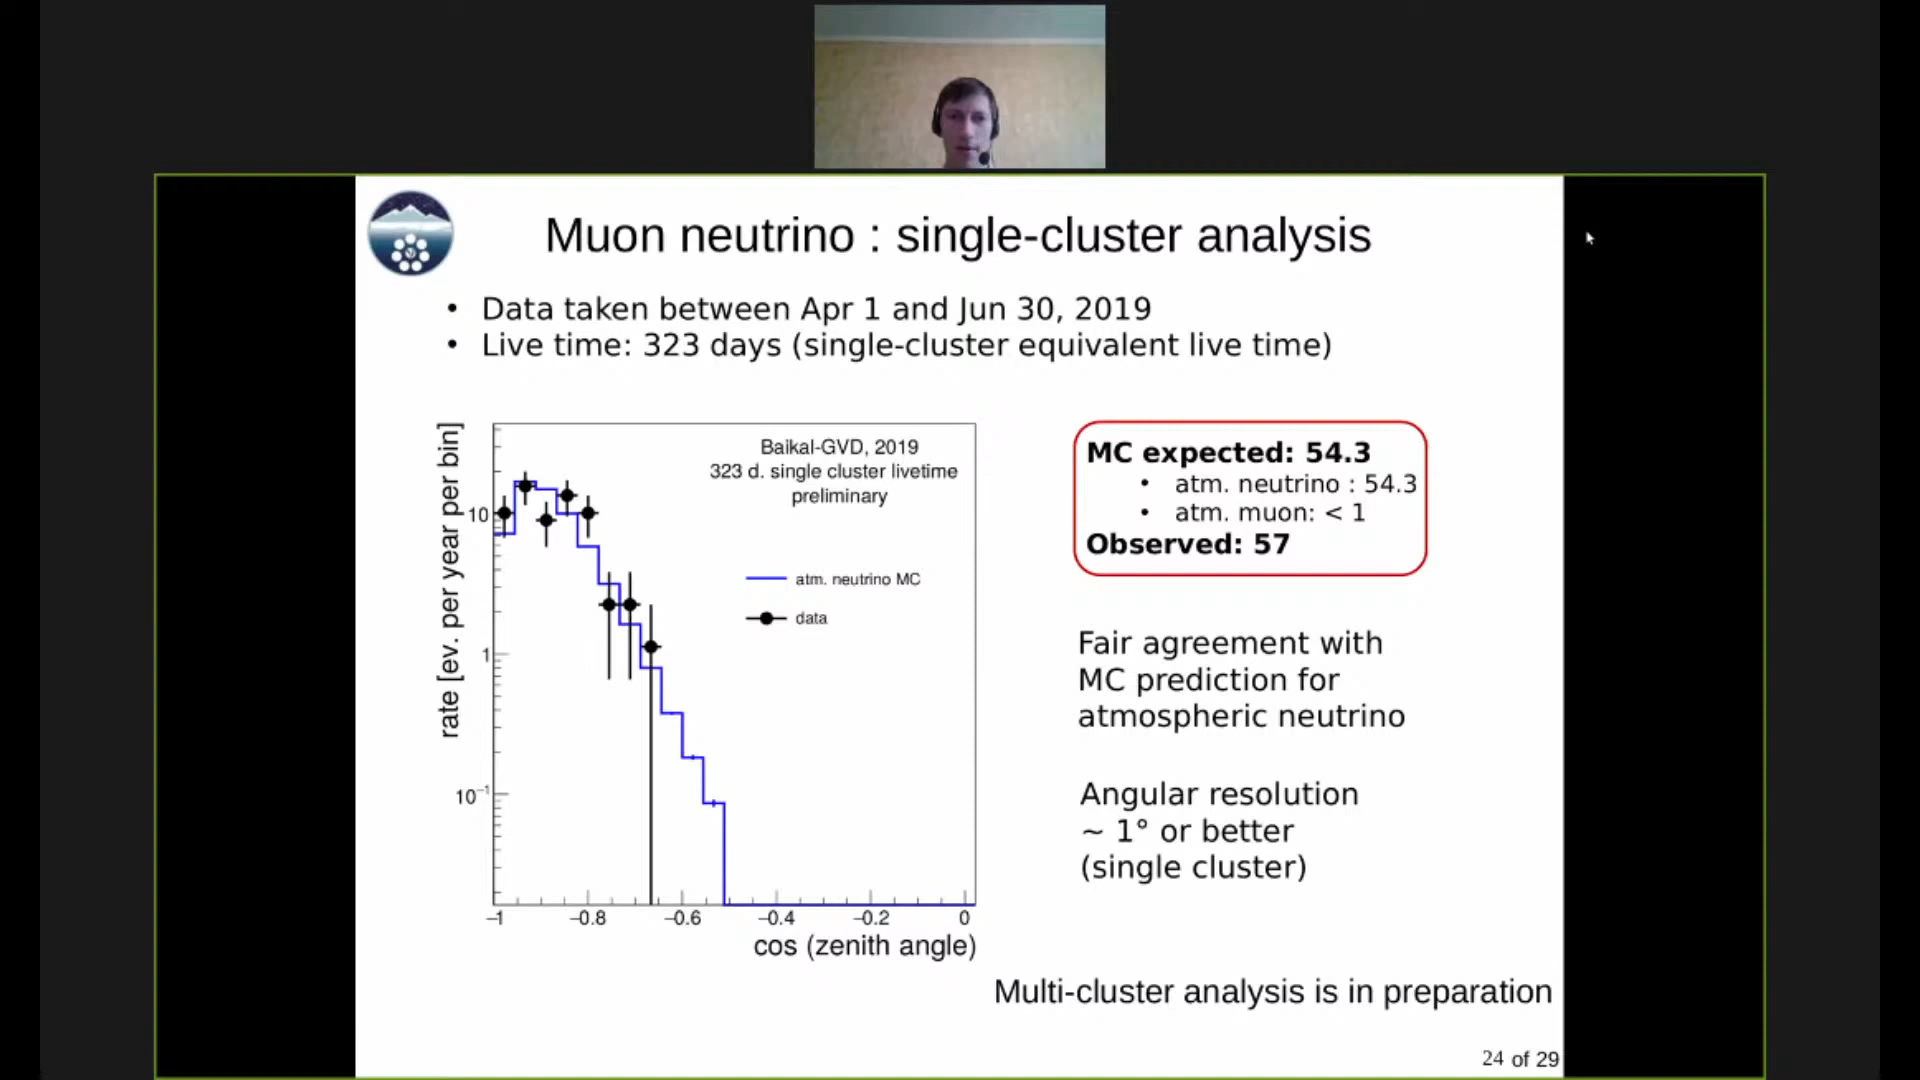 Muon neutrino : single-cluster analysis
• Data taken between Apr 1 and Jun 30, 2019
• Live time: 323 days (single-cluster equivalent live time)
rate [ev. per year per bin]
10
1
10⁻¹
Baikal-GVD, 2019
323 d. single cluster livetime
preliminary
atm. neutrino MC
data
−1 −0.8 −0.6 −0.4 −0.2 0
cos (zenith angle)
MC expected: 54.3
• atm. neutrino : 54.3
• atm. muon: < 1
Observed: 57
Fair agreement with
MC prediction for
atmospheric neutrino
Angular resolution
~ 1° or better
(single cluster)
Multi-cluster analysis is in preparation
24 of 29